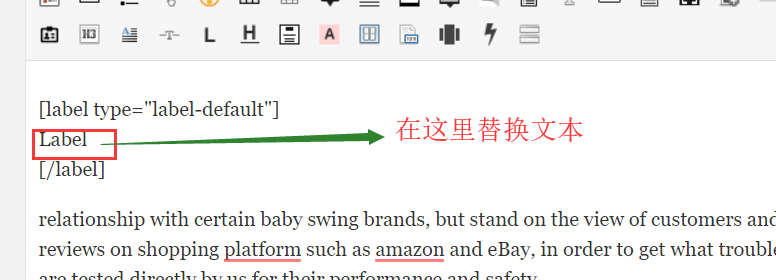 H3
T
L
H
A
[label type="label-default"]
Label
在这里替换文本
[/label]
relationship with certain baby swing brands, but stand on the view of customers and
reviews on shopping platform such as amazon and eBay, in order to get what trouble
are tested directly by us for their performance and safety